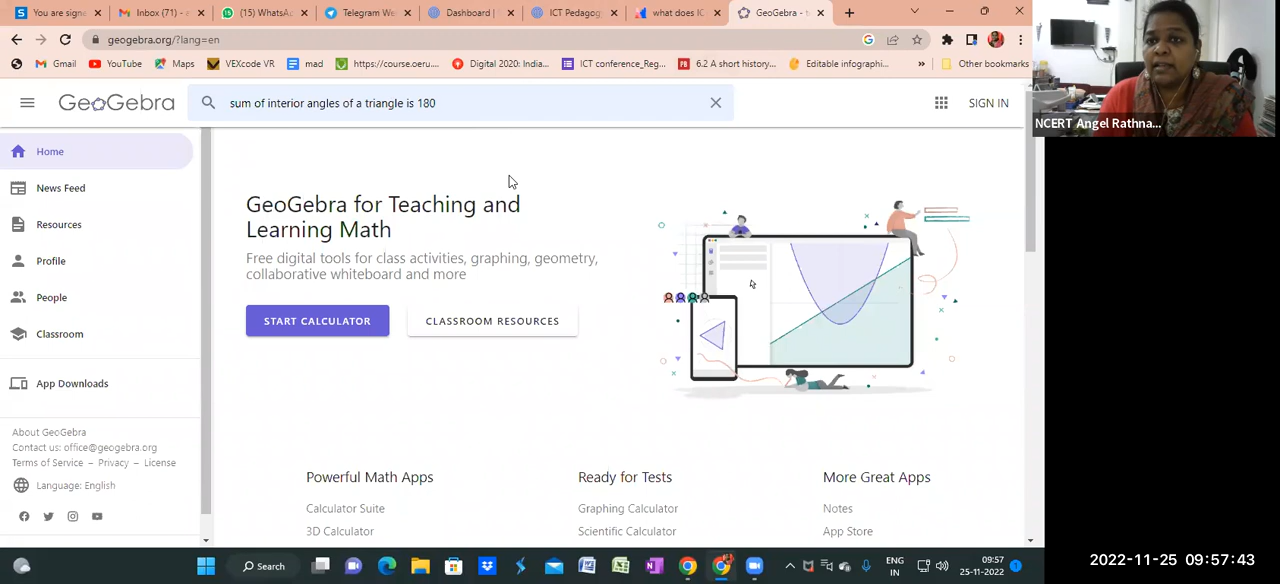 You are signe
Inbox (71) -
(15) WhatsA
Telegram We
Dashboard |
ICT Pedagog
what does IC
GeoGebra - t
geogebra.org/?lang=en
Gmail
YouTube
Maps
VEXcode VR
mad
https://course.oeru....
Digital 2020: India...
ICT conference_Reg...
6.2 A short history...
Editable infographi...
»
Other bookmarks
GeoGebra
sum of interior angles of a triangle is 180
SIGN IN
NCERT Angel Rathna...
Home
News Feed
Resources
Profile
People
Classroom
App Downloads
About GeoGebra
Contact us: office@geogebra.org
Terms of Service – Privacy – License
Language: English
GeoGebra for Teaching and
Learning Math
Free digital tools for class activities, graphing, geometry,
collaborative whiteboard and more
START CALCULATOR
CLASSROOM RESOURCES
Powerful Math Apps
Ready for Tests
More Great Apps
Calculator Suite
Graphing Calculator
Notes
3D Calculator
Scientific Calculator
App Store
Search
ENG
IN
09:57
25-11-2022
2022-11-25 09:57:43